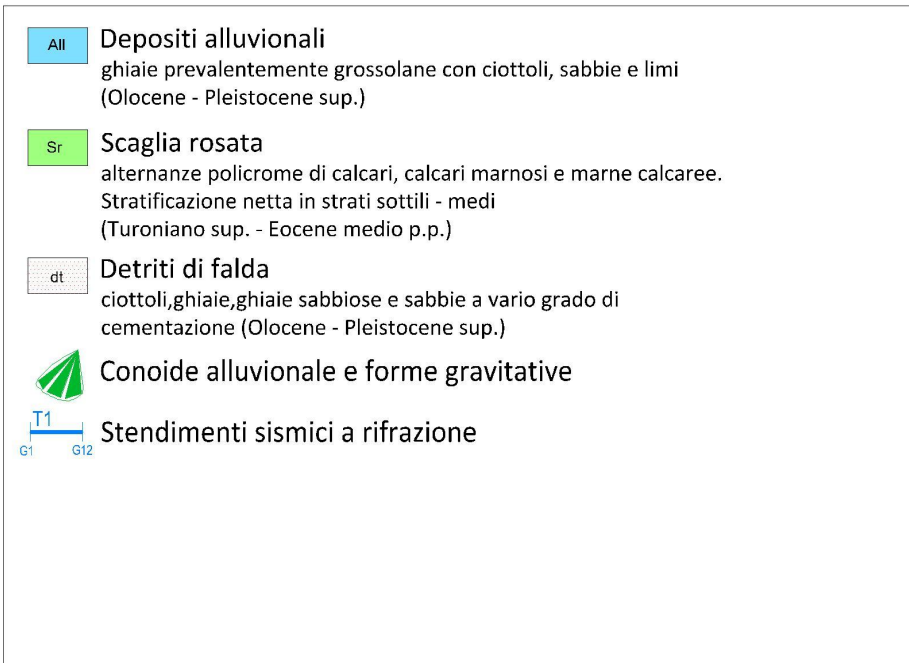 All
Depositi alluvionali
ghiaie prevalentemente grossolane con ciottoli, sabbie e limi
(Olocene - Pleistocene sup.)
Sr
Scaglia rosata
alternanze policrome di calcari, calcari marnosi e marne calcaree.
Stratificazione netta in strati sottili - medi
(Turoniano sup. - Eocene medio p.p.)
dt
Detriti di falda
ciottoli,ghiaie,ghiaie sabbiose e sabbie a vario grado di
cementazione (Olocene - Pleistocene sup.)
Conoide alluvionale e forme gravitative
T1
G1 G12
Stendimenti sismici a rifrazione